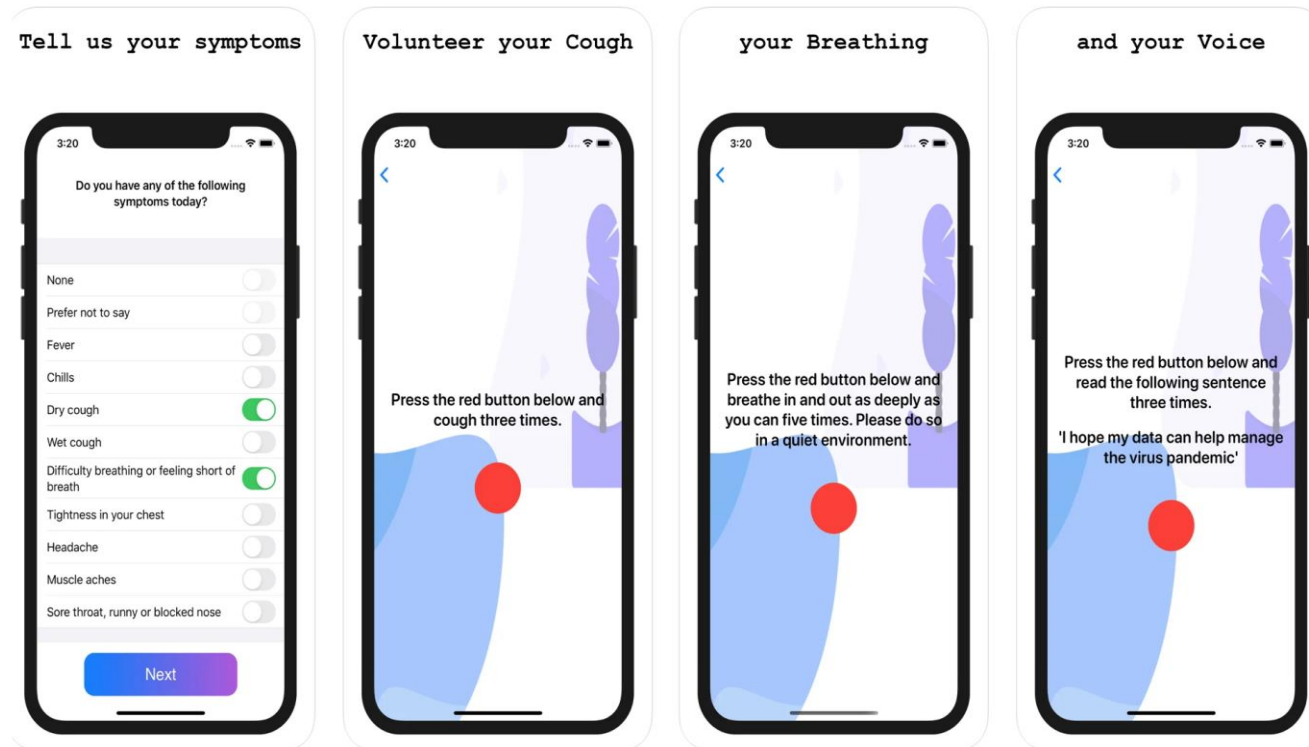 Tell us your symptoms
3:20
Do you have any of the following
symptoms today?
None
Prefer not to say
Fever
Chills
Dry cough
Wet cough
Difficulty breathing or feeling short of
breath
Tightness in your chest
Headache
Muscle aches
Sore throat, runny or blocked nose
Next
Volunteer your Cough
3:20
Press the red button below and
cough three times.
your Breathing
3:20
Press the red button below and
breathe in and out as deeply as
you can five times. Please do so
in a quiet environment.
and your Voice
3:20
Press the red button below and
read the following sentence
three times.
'I hope my data can help manage
the virus pandemic'